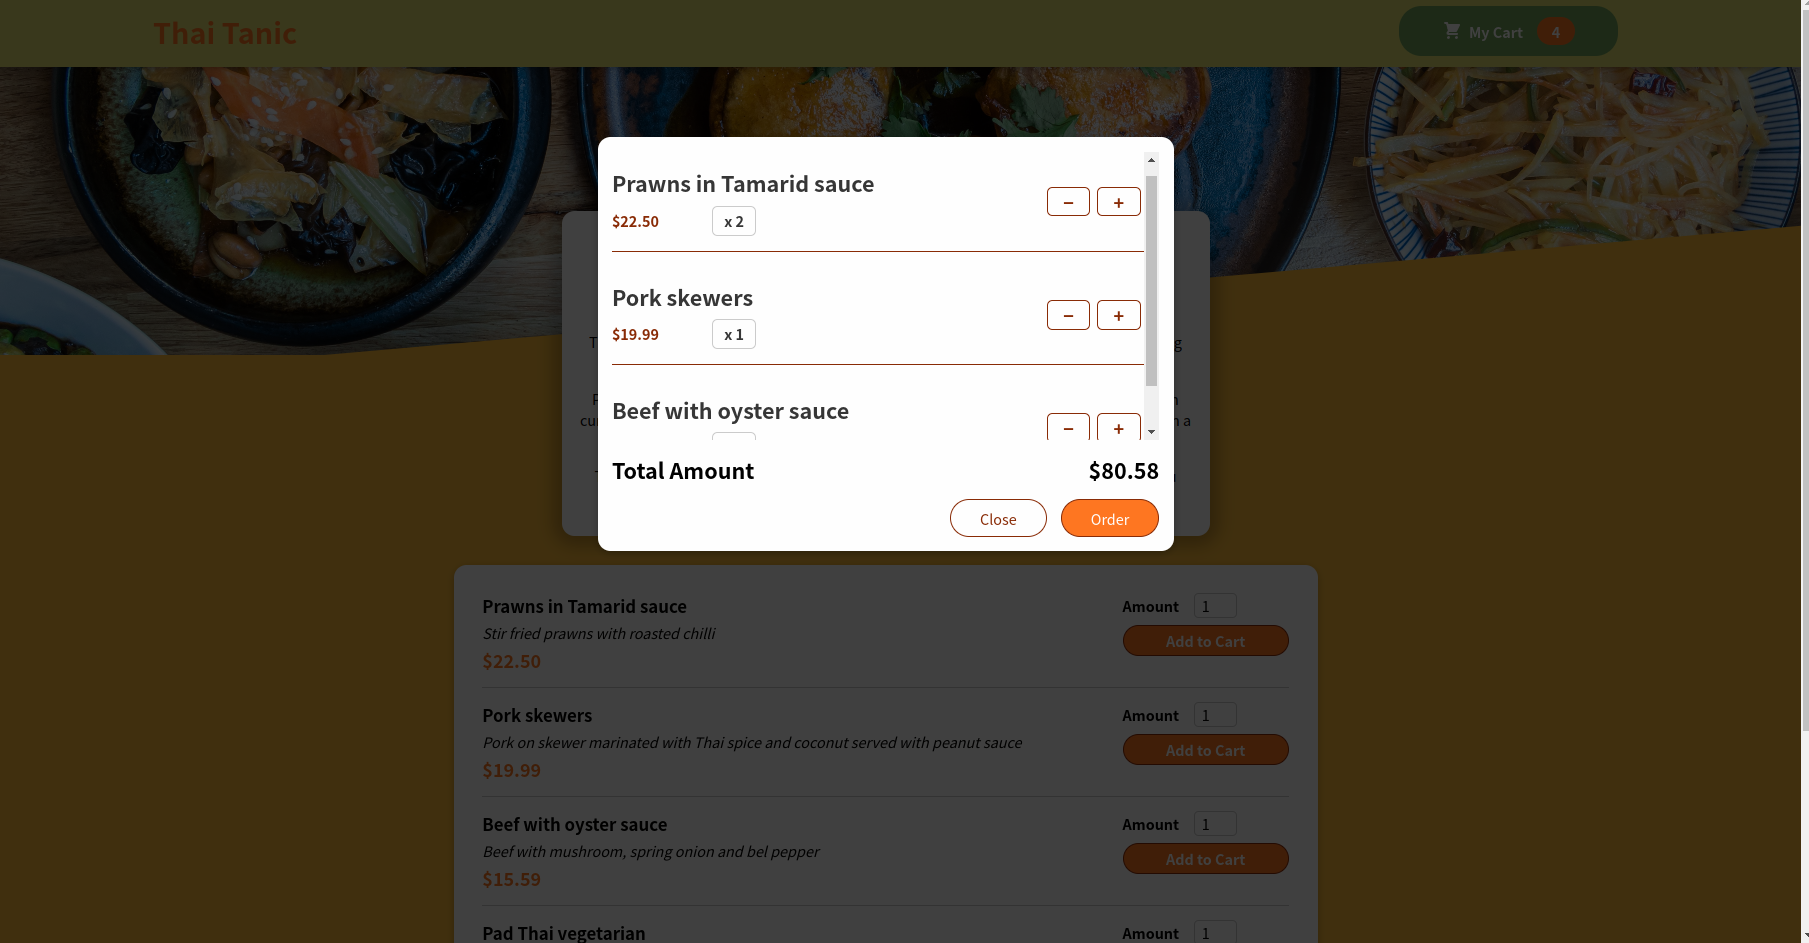 Thai Tanic
My Cart 4
Prawns in Tamarid sauce
$22.50 x 2
− +
Pork skewers
$19.99 x 1
− +
Beef with oyster sauce
− +
Total Amount $80.58
Close Order
Prawns in Tamarid sauce
Stir fried prawns with roasted chilli
$22.50
Amount 1
Add to Cart
Pork skewers
Pork on skewer marinated with Thai spice and coconut served with peanut sauce
$19.99
Amount 1
Add to Cart
Beef with oyster sauce
Beef with mushroom, spring onion and bel pepper
$15.59
Amount 1
Add to Cart
Pad Thai vegetarian
Amount 1